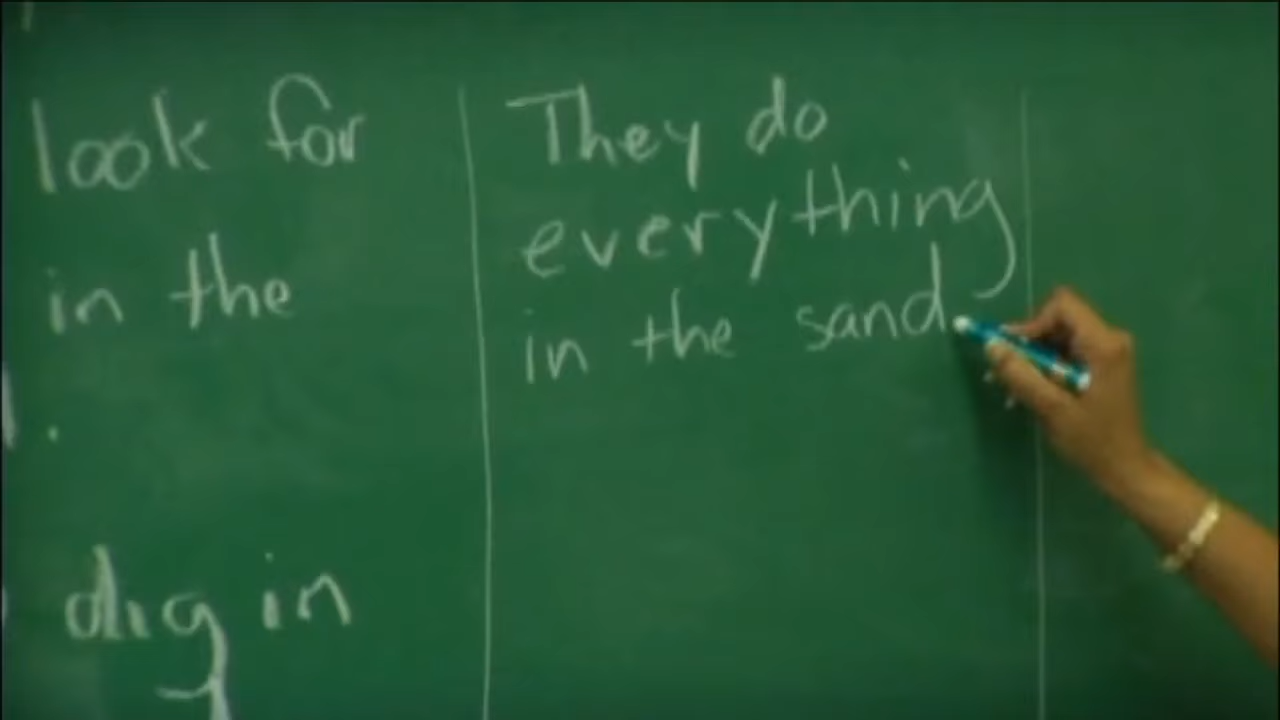 look for
in the
.
dig in
They do
everything
in the sand.